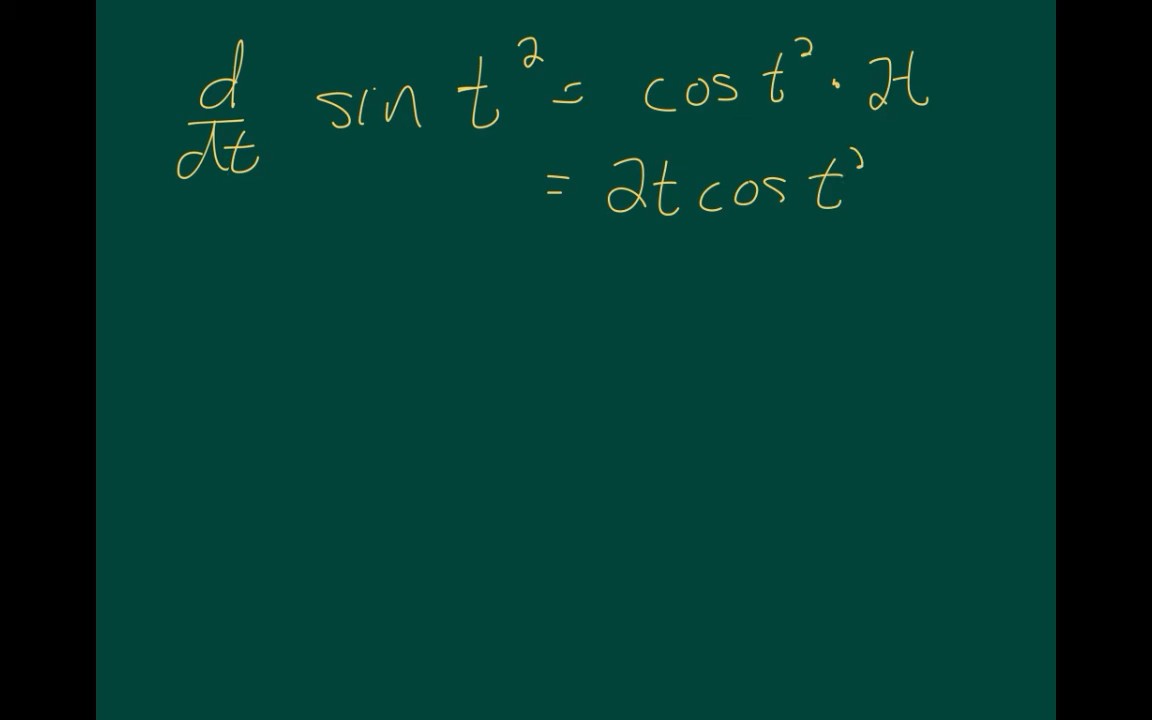 d/dt sin t² = cos t² · 2t
= 2t cos t²